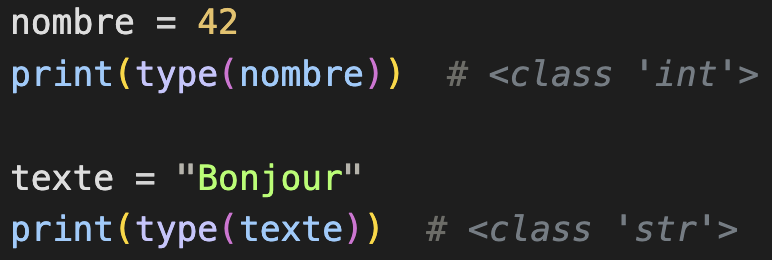 nombre = 42
print(type(nombre))  # <class 'int'>
texte = "Bonjour"
print(type(texte))  # <class 'str'>